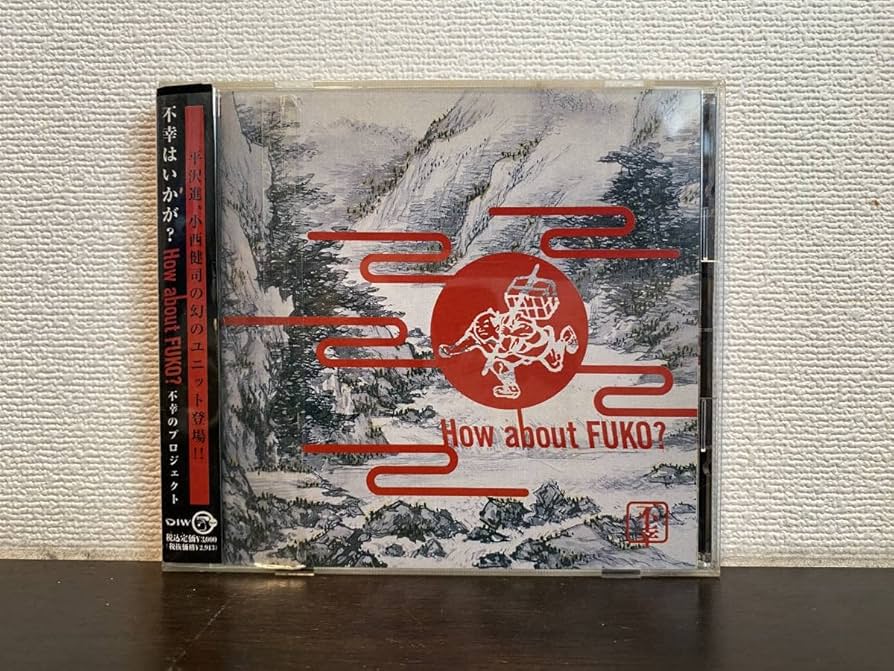 平沢進、小西健司の幻のユニット登場!!
不幸はいかが? How about FUKO? 不幸のプロジェクト
DIW
税込定価¥3,000
(税抜価格¥2,913)
How about FUKO?
不幸